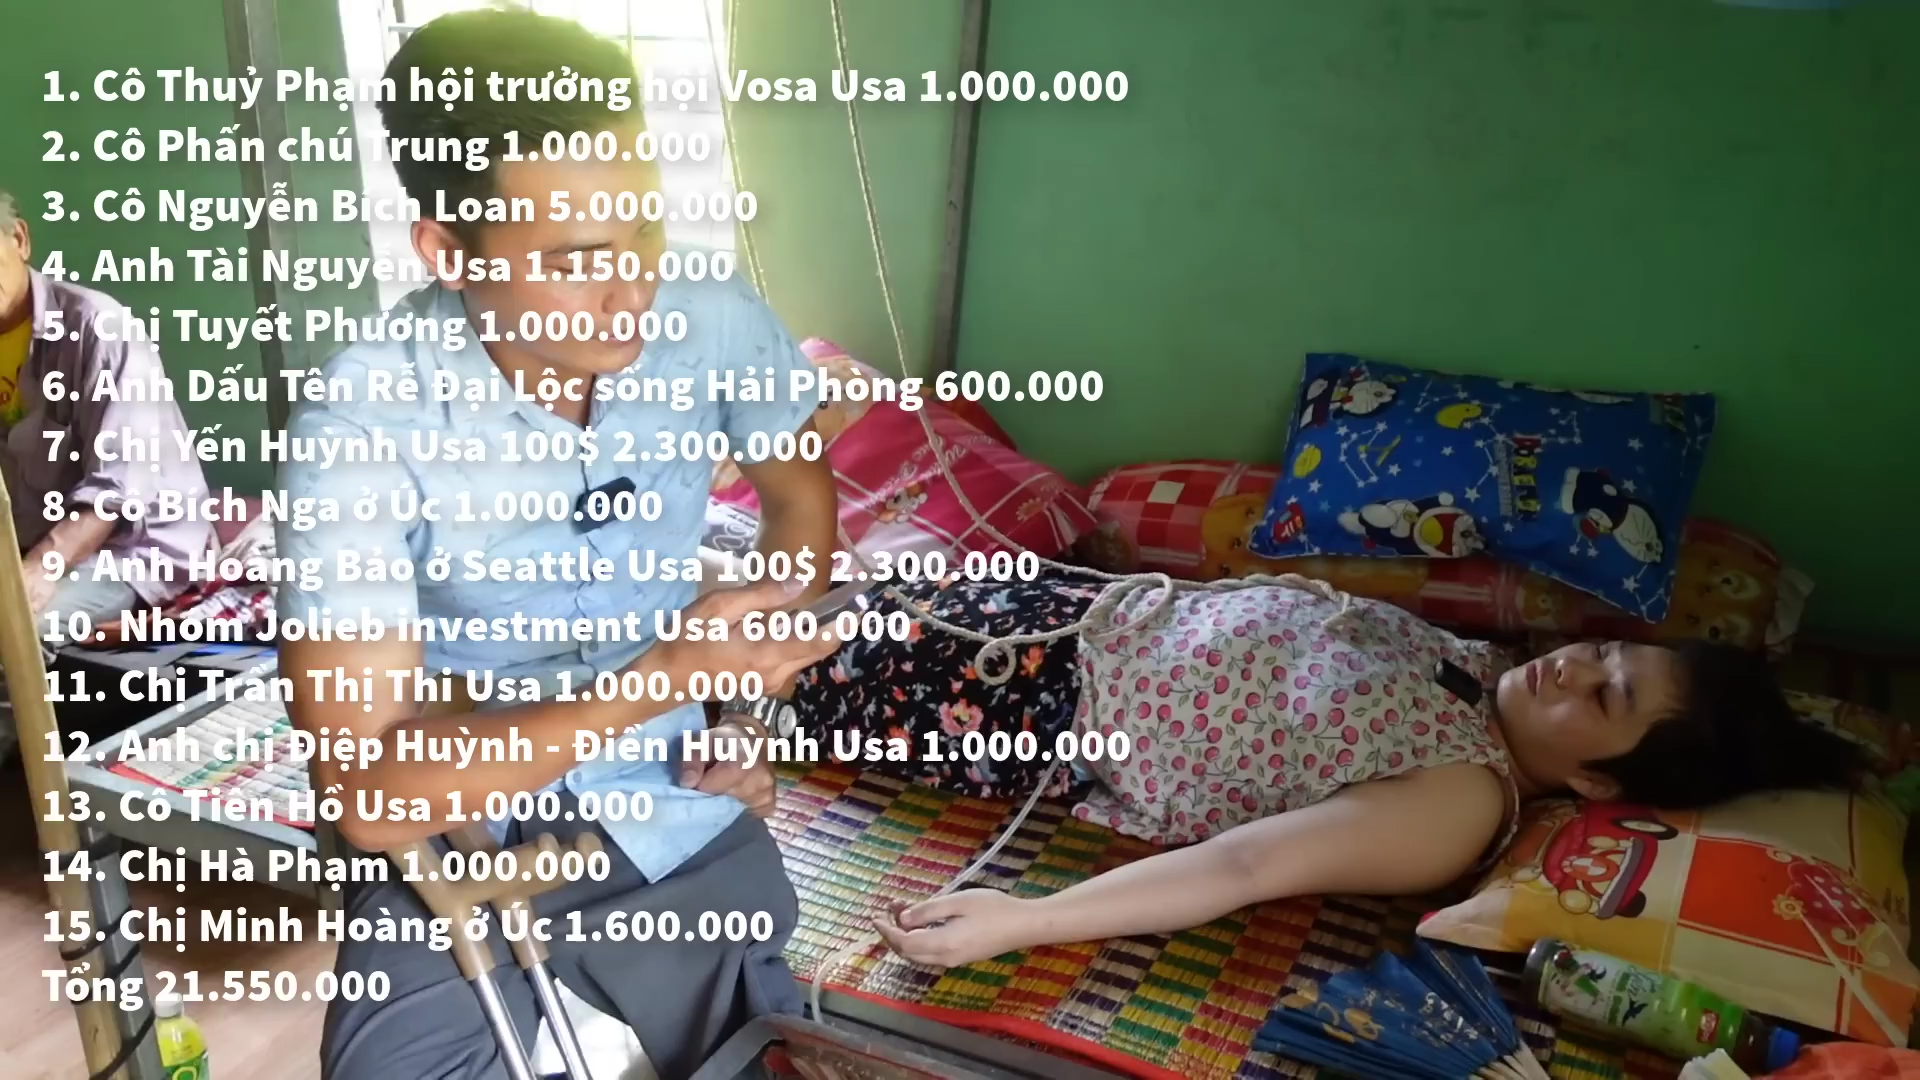 1. Cô Thuỷ Phạm hội trưởng hội Vosa Usa 1.000.000
2. Cô Phấn chú Trung 1.000.000
3. Cô Nguyễn Bích Loan 5.000.000
4. Anh Tài Nguyễn Usa 1.150.000
5. Chị Tuyết Phương 1.000.000
6. Anh Dấu Tên Rễ Đại Lộc sống Hải Phòng 600.000
7. Chị Yến Huỳnh Usa 100$ 2.300.000
8. Cô Bích Nga ở Úc 1.000.000
9. Anh Hoàng Bảo ở Seattle Usa 100$ 2.300.000
10. Nhóm Jolieb investment Usa 600.000
11. Chị Trần Thị Thi Usa 1.000.000
12. Anh chị Điệp Huỳnh - Điền Huỳnh Usa 1.000.000
13. Cô Tiên Hồ Usa 1.000.000
14. Chị Hà Phạm 1.000.000
15. Chị Minh Hoàng ở Úc 1.600.000
Tổng 21.550.000